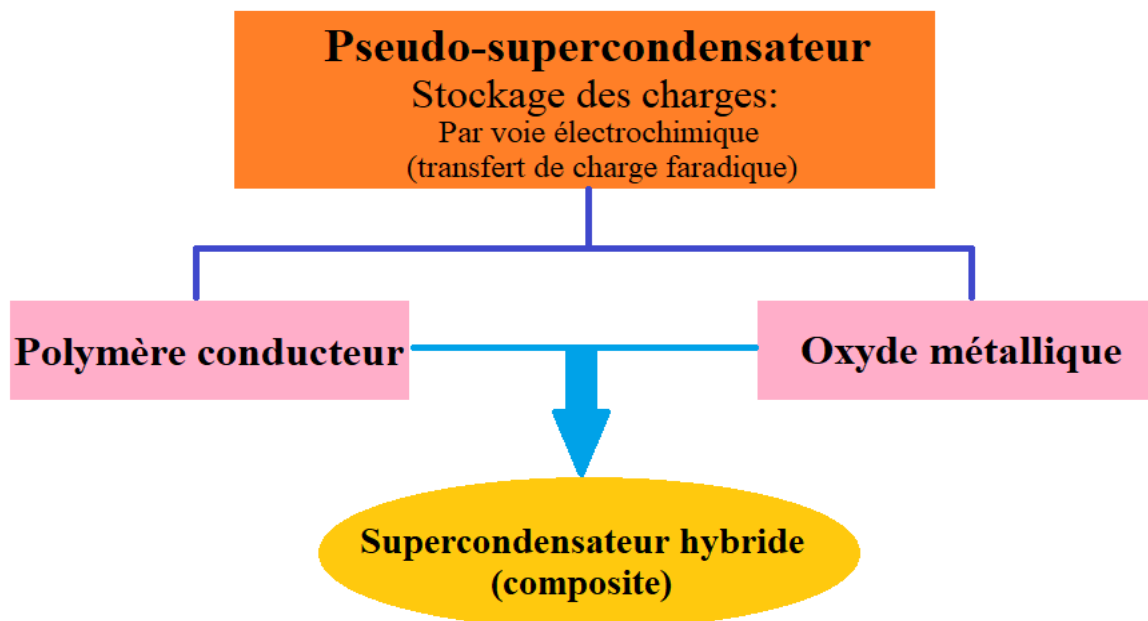 Pseudo-supercondensateur
Stockage des charges:
Par voie électrochimique
(transfert de charge faradique)
Polymère conducteur
Oxyde métallique
Supercondensateur hybride
(composite)